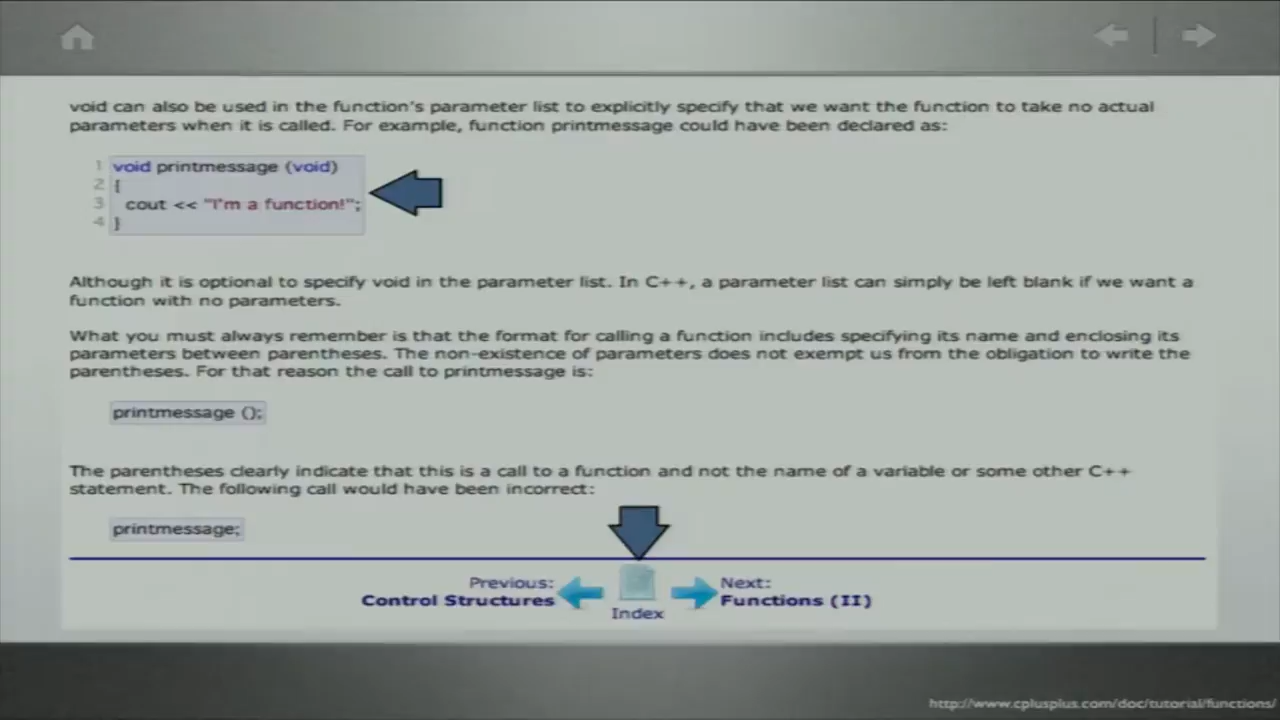 void can also be used in the function's parameter list to explicitly specify that we want the function to take no actual
parameters when it is called. For example, function printmessage could have been declared as:
1 void printmessage (void)
2 {
3 cout << "I'm a function!";
4 }
Although it is optional to specify void in the parameter list. In C++, a parameter list can simply be left blank if we want a
function with no parameters.
What you must always remember is that the format for calling a function includes specifying its name and enclosing its
parameters between parentheses. The non-existence of parameters does not exempt us from the obligation to write the
parentheses. For that reason the call to printmessage is:
printmessage ();
The parentheses clearly indicate that this is a call to a function and not the name of a variable or some other C++
statement. The following call would have been incorrect:
printmessage;
Previous:
Control Structures
Index
Next:
Functions (II)
http://www.cplusplus.com/doc/tutorial/functions/